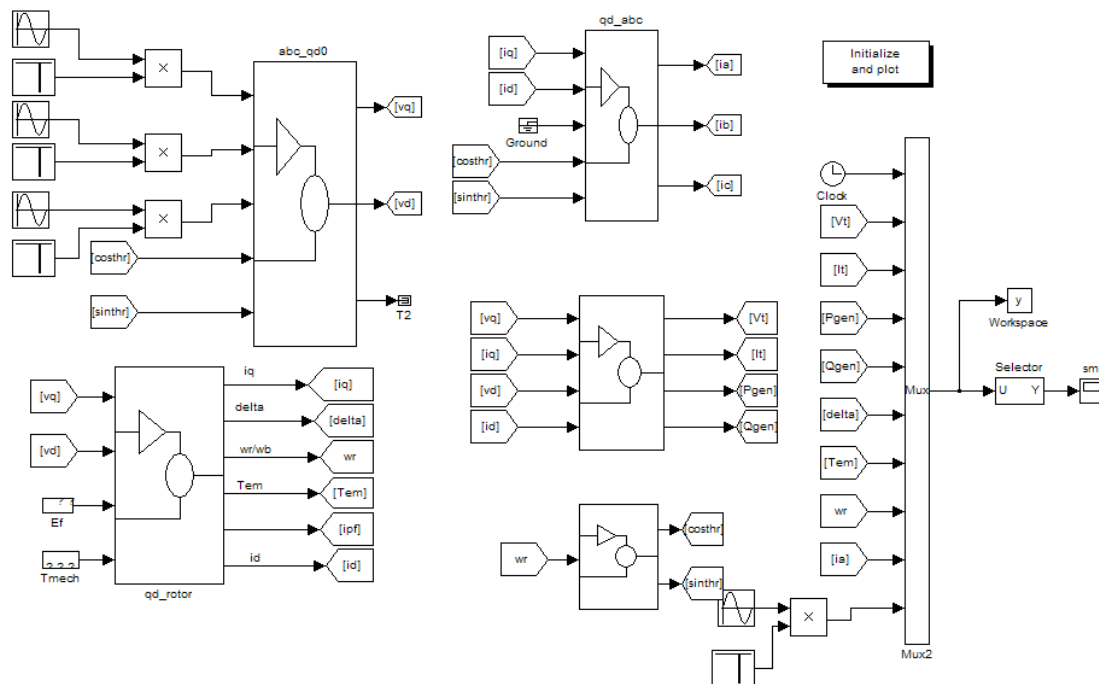 abc_qd0
×
×
×
[costhr]
[sinthr]
[vq]
[vd]
T2
qd_abc
[iq]
[id]
Ground
[costhr]
[sinthr]
[ia]
[ib]
[ic]
Initialize
and plot
[vq]
[vd]
Ef
? ?
Tmech
? ? ?
iq
delta
wr/wb
Tem
id
[iq]
[delta]
wr
[Tem]
[ipf]
[id]
qd_rotor
[vq]
[iq]
[vd]
[id]
[Vt]
[It]
[Pgen]
[Qgen]
wr
[costhr]
[sinthr]
×
Clock
[Vt]
[It]
[Pgen]
[Qgen]
[delta]
[Tem]
wr
[ia]
Mux
Mux2
y
Workspace
Selector
U Y
sm